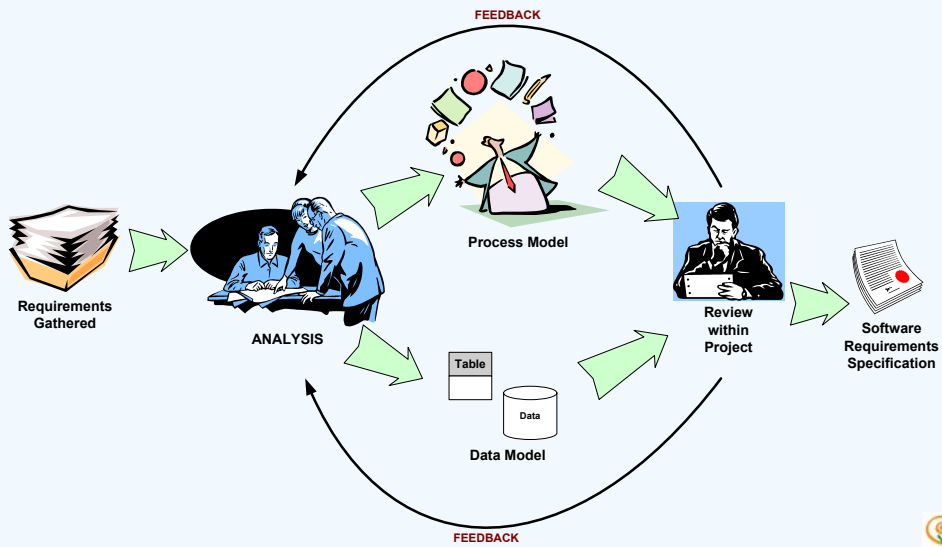 FEEDBACK
Process Model
Requirements
Gathered
ANALYSIS
Review
within
Project
Software
Requirements
Specification
Table
Data
Data Model
FEEDBACK